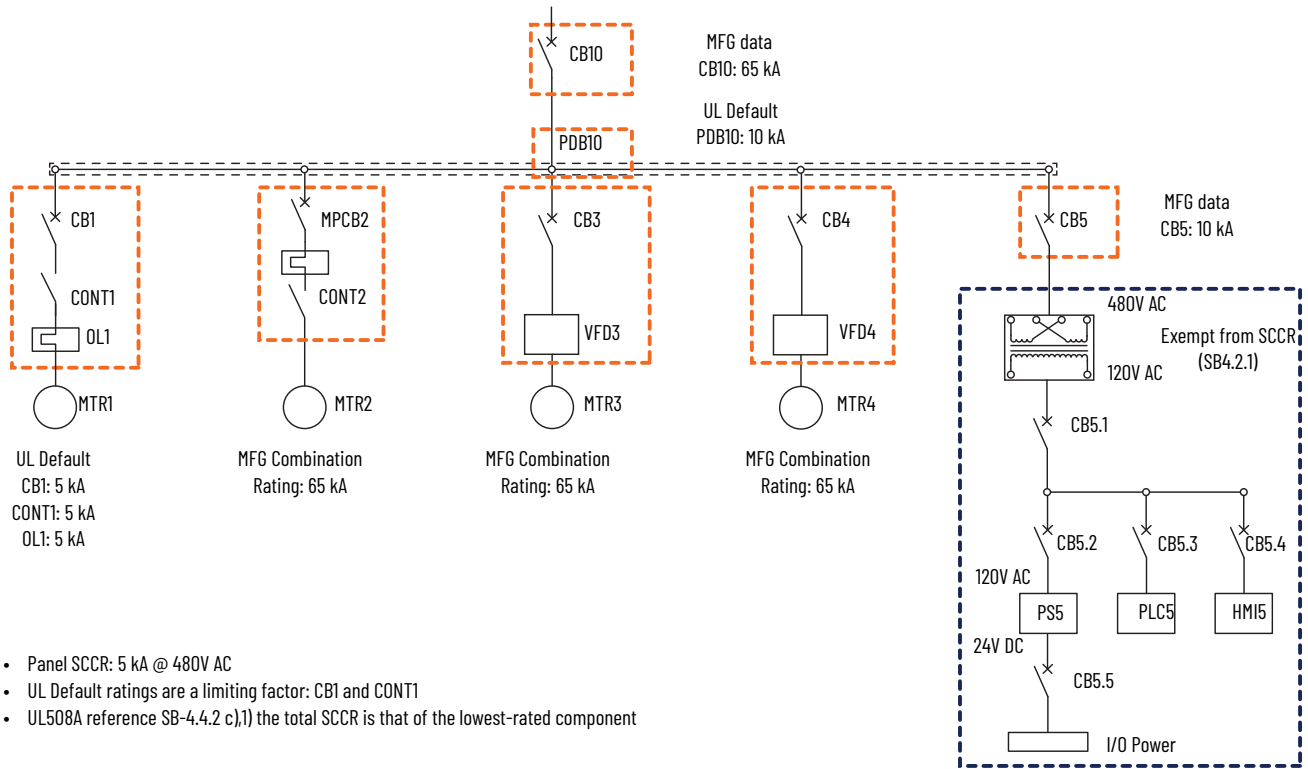 CB10
MFG data
CB10: 65 kA
UL Default
PDB10: 10 kA
PDB10
CB1
CONT1
OL1
MTR1
UL Default
CB1: 5 kA
CONT1: 5 kA
OL1: 5 kA
MPCB2
CONT2
MTR2
MFG Combination
Rating: 65 kA
CB3
VFD3
MTR3
MFG Combination
Rating: 65 kA
CB4
VFD4
MTR4
MFG Combination
Rating: 65 kA
CB5
MFG data
CB5: 10 kA
480V AC
Exempt from SCCR
(SB4.2.1)
120V AC
CB5.1
CB5.2
CB5.3
CB5.4
120V AC
PS5
PLC5
HMI5
24V DC
CB5.5
I/O Power
• Panel SCCR: 5 kA @ 480V AC
• UL Default ratings are a limiting factor: CB1 and CONT1
• UL508A reference SB-4.4.2 c),1) the total SCCR is that of the lowest-rated component